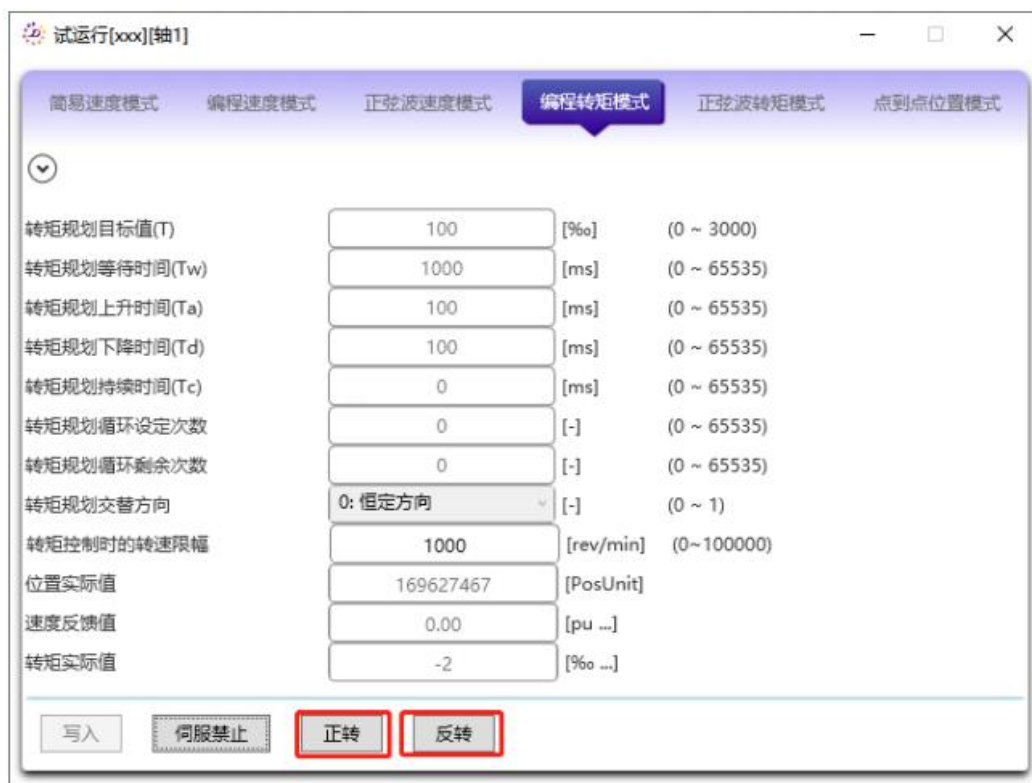 试运行[xxx][轴1]
简易速度模式 编程速度模式 正弦波速度模式 编程转矩模式 正弦波转矩模式 点到点位置模式
转矩规划目标值(T) 100 [‰] (0 ~ 3000)
转矩规划等待时间(Tw) 1000 [ms] (0 ~ 65535)
转矩规划上升时间(Ta) 100 [ms] (0 ~ 65535)
转矩规划下降时间(Td) 100 [ms] (0 ~ 65535)
转矩规划持续时间(Tc) 0 [ms] (0 ~ 65535)
转矩规划循环设定次数 0 [-] (0 ~ 65535)
转矩规划循环剩余次数 0 [-] (0 ~ 65535)
转矩规划交替方向 0: 恒定方向 [-] (0 ~ 1)
转矩控制时的转速限幅 1000 [rev/min] (0~100000)
位置实际值 169627467 [PosUnit]
速度反馈值 0.00 [pu ...]
转矩实际值 -2 [‰ ...]
写入 伺服禁止 正转 反转